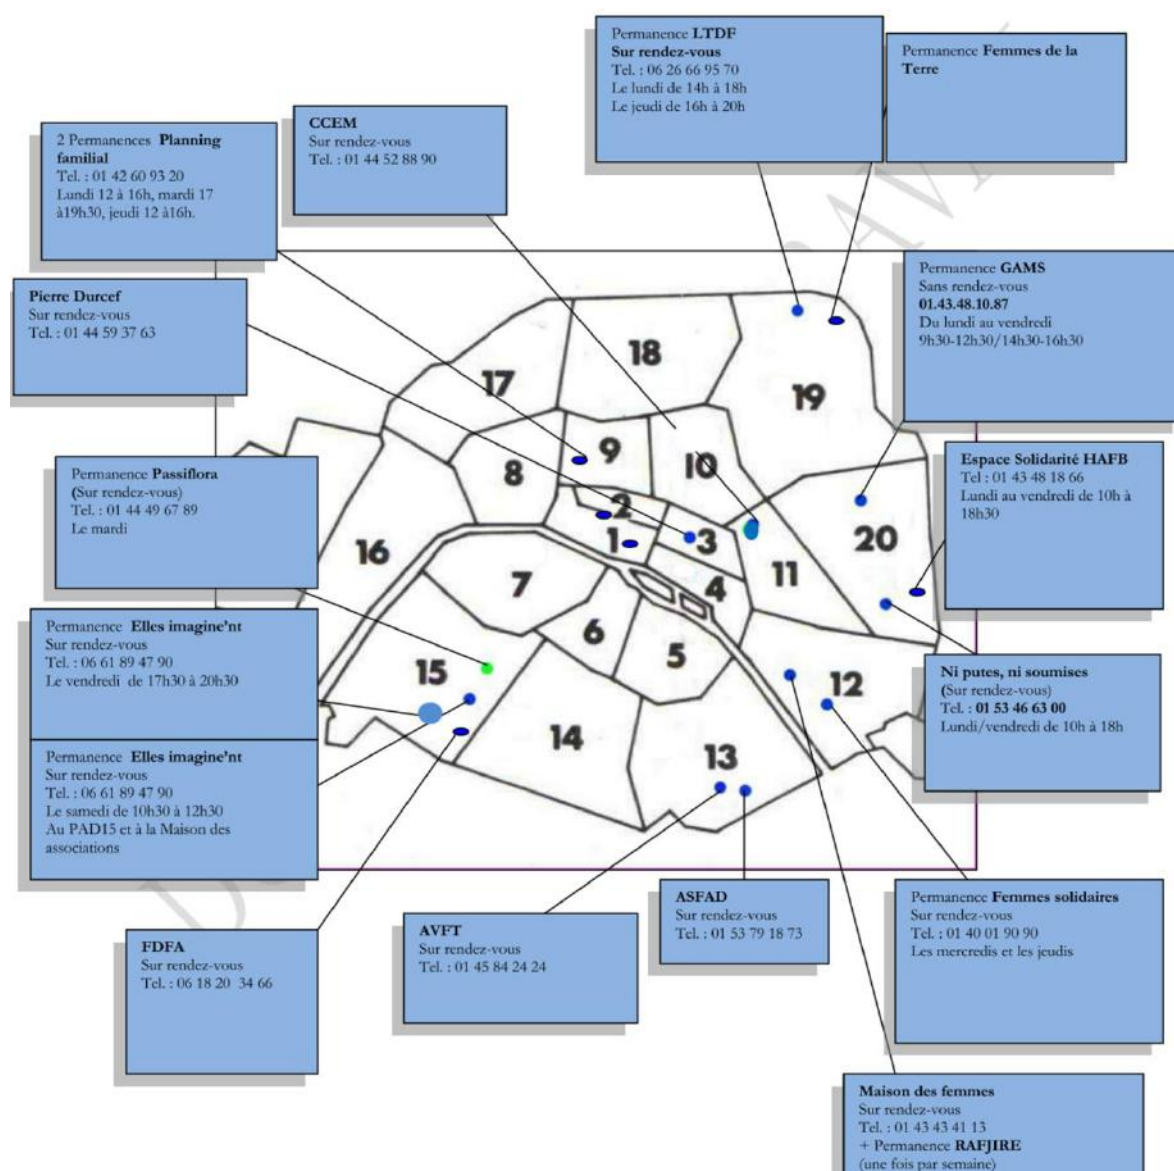 Permanence LTDF
Sur rendez-vous
Tel. : 06 26 66 95 70
Le lundi de 14h à 18h
Le jeudi de 16h à 20h
Permanence Femmes de la
Terre
CCEM
Sur rendez-vous
Tel. : 01 44 52 88 90
2 Permanences Planning
familial
Tel. : 01 42 60 93 20
Lundi 12 à 16h, mardi 17
à19h30, jeudi 12 à16h.
Permanence GAMS
Sans rendez-vous
01.43.48.10.87
Du lundi au vendredi
9h30-12h30/14h30-16h30
Pierre Durcef
Sur rendez-vous
Tel. : 01 44 59 37 63
18
17
19
9
8
10
Espace Solidarité HAFB
Tel : 01 43 48 18 66
Lundi au vendredi de 10h à
18h30
Permanence Passiflora
(Sur rendez-vous)
Tel. : 01 44 49 67 89
Le mardi
2
1
3
20
16
7
4
11
6
5
Permanence Elles imagine'nt
Sur rendez-vous
Tel. : 06 61 89 47 90
Le vendredi de 17h30 à 20h30
15
12
Ni putes, ni soumises
(Sur rendez-vous)
Tel. : 01 53 46 63 00
Lundi/vendredi de 10h à 18h
14
13
Permanence Elles imagine'nt
Sur rendez-vous
Tel. : 06 61 89 47 90
Le samedi de 10h30 à 12h30
Au PAD15 et à la Maison des
associations
FDFA
Sur rendez-vous
Tel. : 06 18 20 34 66
AVFT
Sur rendez-vous
Tel. : 01 45 84 24 24
ASFAD
Sur rendez-vous
Tel. : 01 53 79 18 73
Permanence Femmes solidaires
Sur rendez-vous
Tel. : 01 40 01 90 90
Les mercredis et les jeudis
Maison des femmes
Sur rendez-vous
Tel. : 01 43 43 41 13
+ Permanence RAFJIRE
(une fois par semaine)